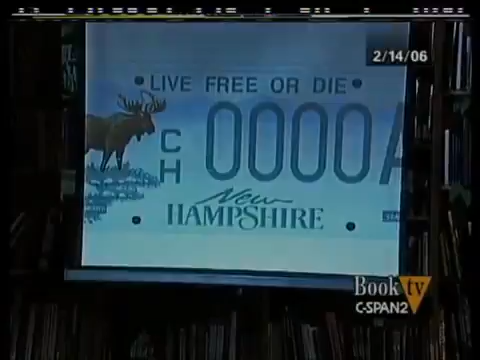 2/14/06
LIVE FREE OR DIE
CH 0000A
New
HAMPSHIRE
Book tv
C-SPAN2